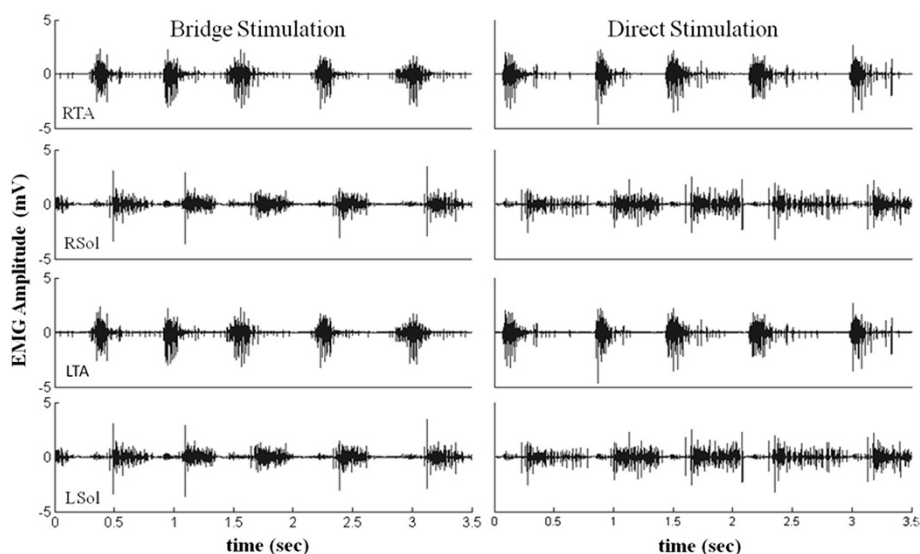 Bridge Stimulation
Direct Stimulation
EMG Amplitude (mV)
5
0
-5
RTA
5
0
-5
RSol
5
0
-5
LTA
5
0
-5
LSol
0 0.5 1 1.5 2 2.5 3 3.5
0 0.5 1 1.5 2 2.5 3 3.5
time (sec)
time (sec)